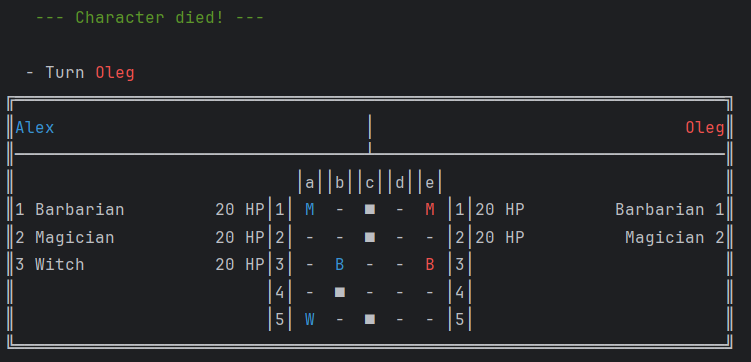 --- Character died! ---
- Turn Oleg
Alex | Oleg
|a||b||c||d||e|
1 Barbarian 20 HP|1| M - ■ - M |1|20 HP Barbarian 1
2 Magician 20 HP|2| - - ■ - - |2|20 HP Magician 2
3 Witch 20 HP|3| - B - - B |3|
|4| - ■ - - - |4|
|5| W - ■ - - |5|